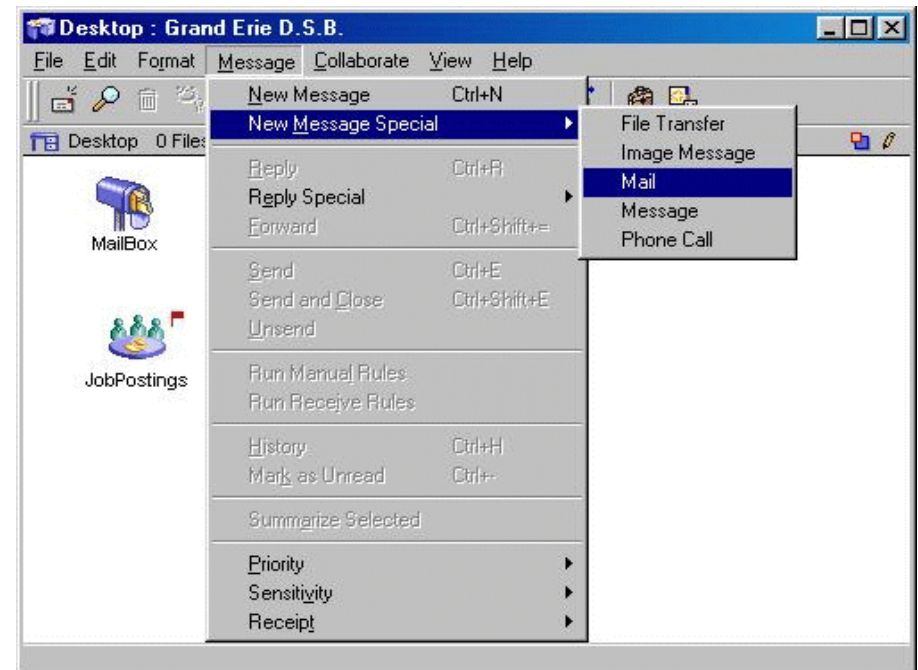 Desktop : Grand Erie D.S.B.
File Edit Format Message Collaborate View Help
Desktop 0 Files
MailBox
JobPostings
New Message Ctrl+N
New Message Special
Reply Ctrl+R
Reply Special
Forward Ctrl+Shift+=
Send Ctrl+E
Send and Close Ctrl+Shift+E
Unsend
Run Manual Rules
Run Receive Rules
History Ctrl+H
Mark as Unread Ctrl+-
Summarize Selected
Priority
Sensitivity
Receipt
File Transfer
Image Message
Mail
Message
Phone Call